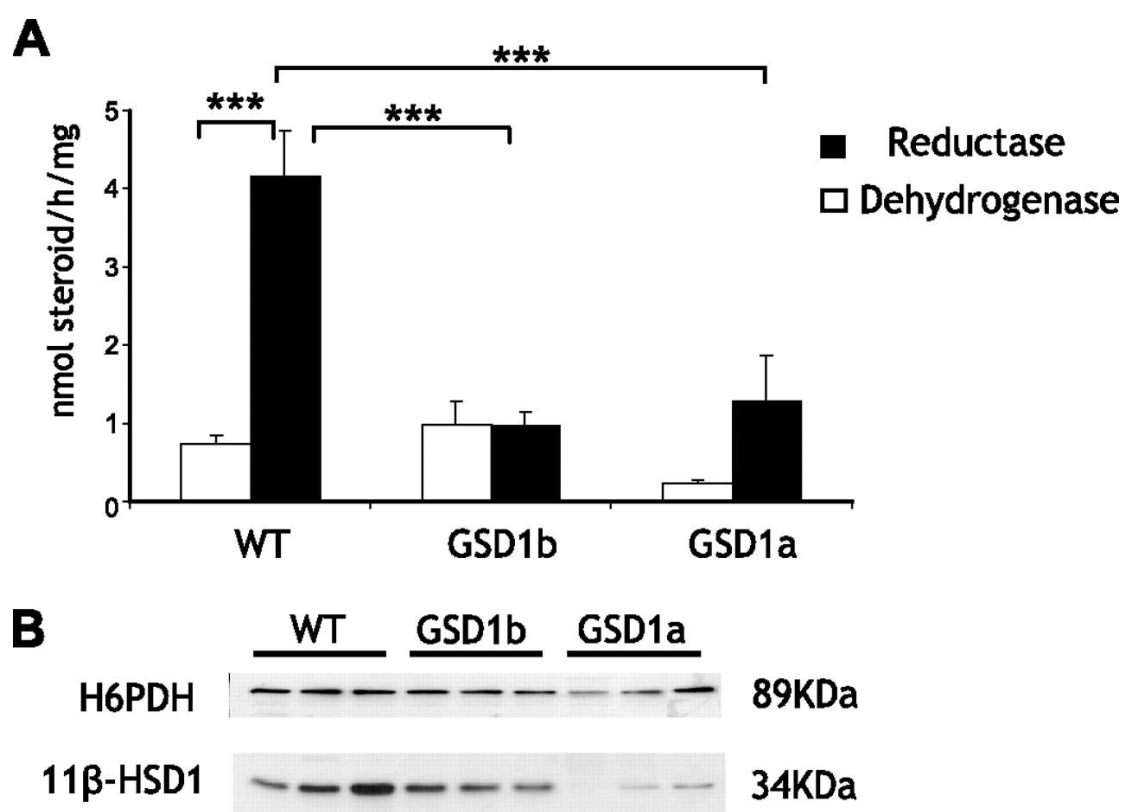 A
***
*** ***
5
4
3
2
1
0
nmol steroid/h/mg
Reductase
Dehydrogenase
WT GSD1b GSD1a
B
WT GSD1b GSD1a
H6PDH 89KDa
11β-HSD1 34KDa